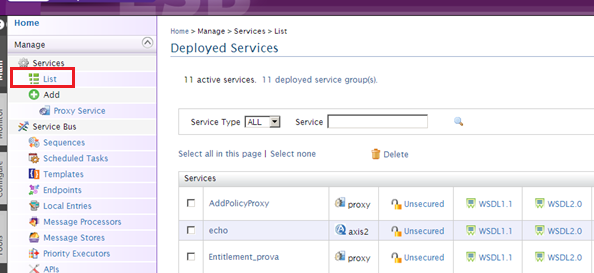 ESB
Home
Manage
Services
List
Add
Proxy Service
Service Bus
Sequences
Scheduled Tasks
Templates
Endpoints
Local Entries
Message Processors
Message Stores
Priority Executors
APIs
Main
Monitor
Configure
Tools
Home > Manage > Services > List
Deployed Services
11 active services. 11 deployed service group(s).
Service Type ALL Service
Select all in this page | Select none Delete
Services
AddPolicyProxy proxy Unsecured WSDL1.1 WSDL2.0
echo axis2 Unsecured WSDL1.1 WSDL2.0
Entitlement_prova proxy Unsecured WSDL1.1 WSDL2.0